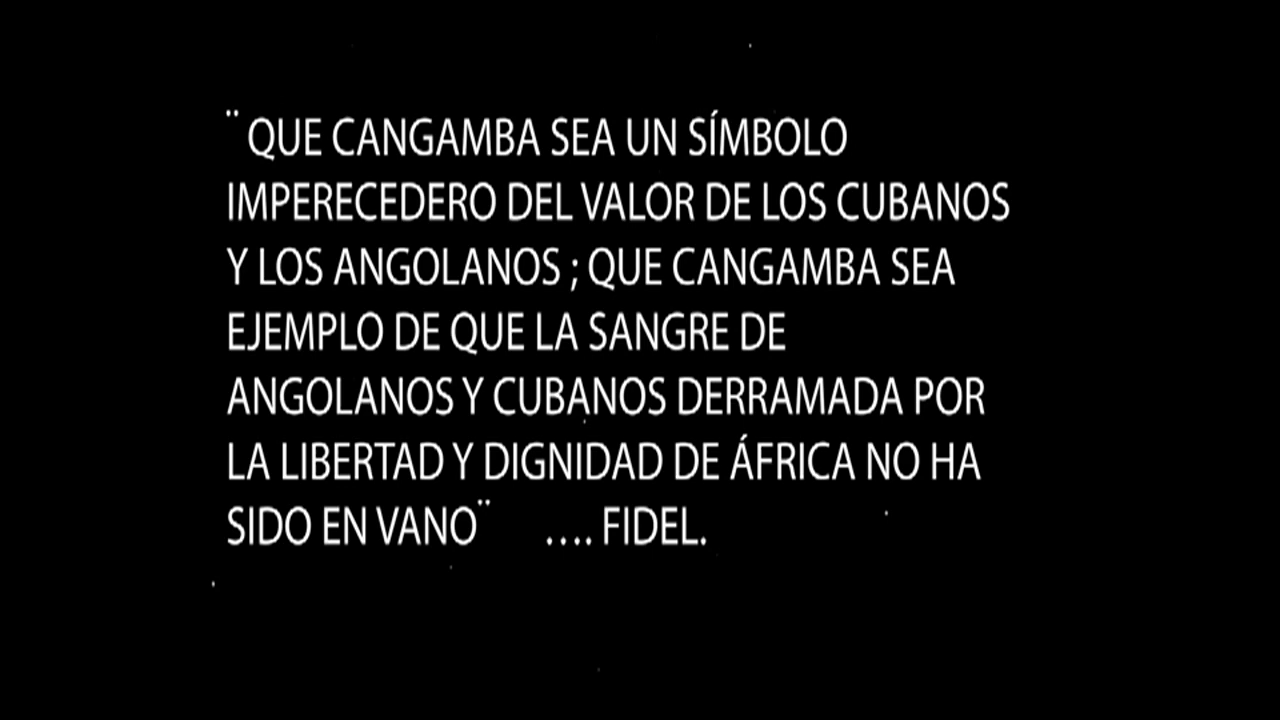 ¨ QUE CANGAMBA SEA UN SÍMBOLO
IMPERECEDERO DEL VALOR DE LOS CUBANOS
Y LOS ANGOLANOS ; QUE CANGAMBA SEA
EJEMPLO DE QUE LA SANGRE DE
ANGOLANOS Y CUBANOS DERRAMADA POR
LA LIBERTAD Y DIGNIDAD DE ÁFRICA NO HA
SIDO EN VANO¨ .... FIDEL.